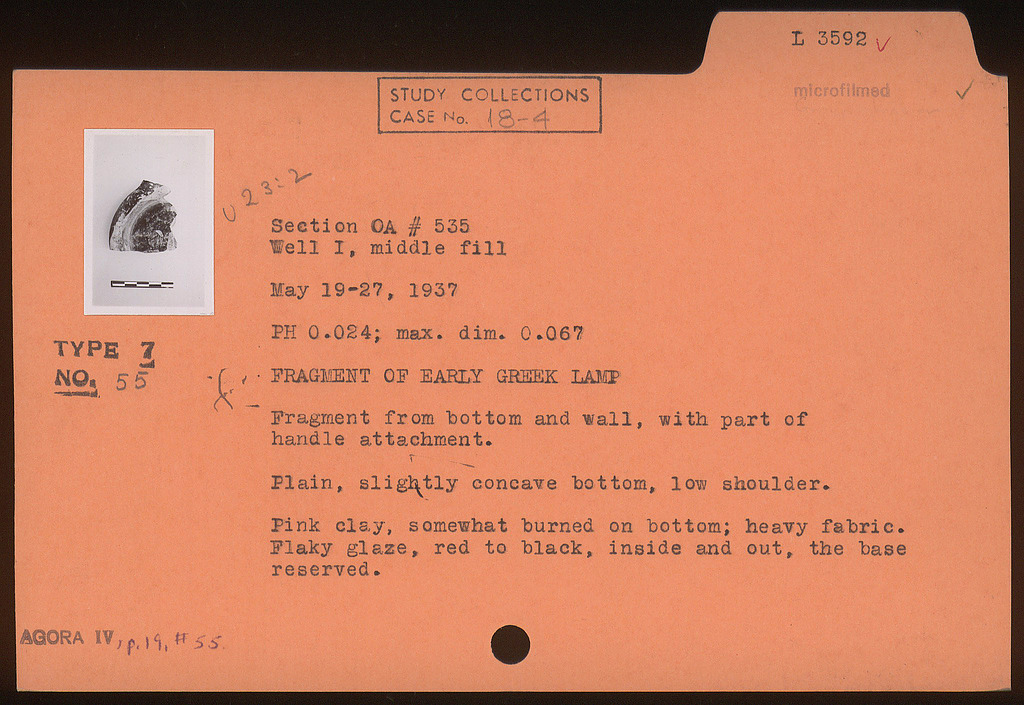 L 3592 ✓
microfilmed ✓
STUDY COLLECTIONS
CASE No. 18-4
U 23:2
Section OA # 535
Well I, middle fill
May 19-27, 1937
PH 0.024; max. dim. 0.067
TYPE 7
NO. 55
FRAGMENT OF EARLY GREEK LAMP
Fragment from bottom and wall, with part of
handle attachment.
Plain, slightly concave bottom, low shoulder.
Pink clay, somewhat burned on bottom; heavy fabric.
Flaky glaze, red to black, inside and out, the base
reserved.
AGORA IV, p. 19, # 55.